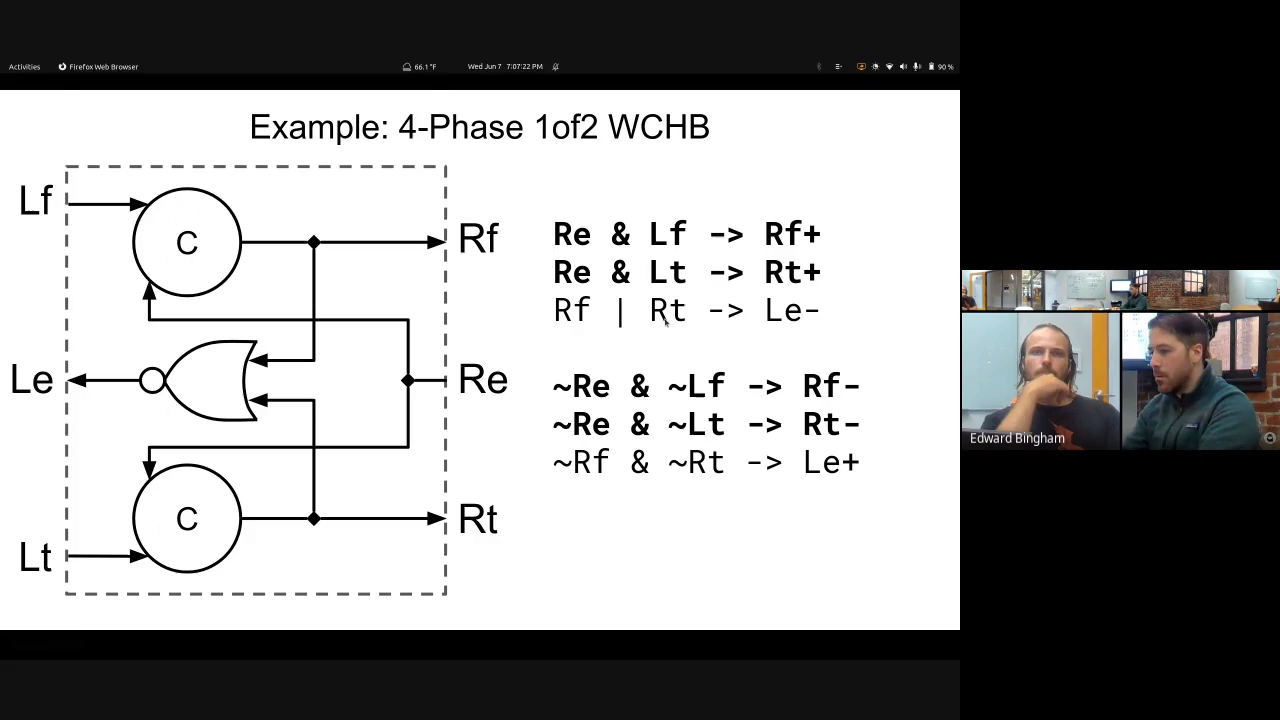 Activities Firefox Web Browser 66.1 °F Wed Jun 7 7:07:22 PM 90 %
Example: 4-Phase 1of2 WCHB
Lf
C
Rf
Le
Re
C
Lt
Rt
Re & Lf -> Rf+
Re & Lt -> Rt+
Rf | Rt -> Le-
~Re & ~Lf -> Rf-
~Re & ~Lt -> Rt-
~Rf & ~Rt -> Le+
Edward Bingham